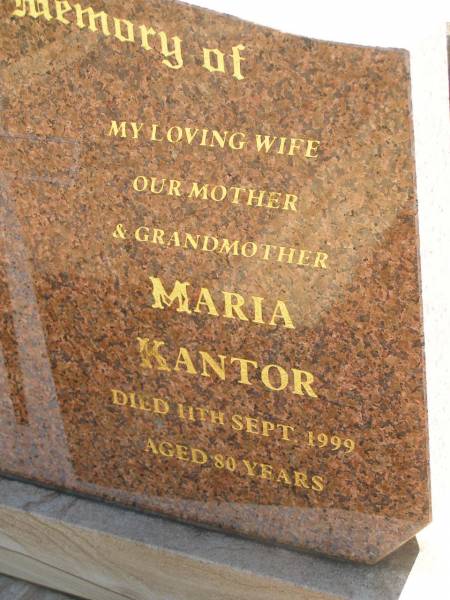 Memory of
MY LOVING WIFE
OUR MOTHER
& GRANDMOTHER
MARIA
KANTOR
DIED 11TH SEPT. 1999
AGED 80 YEARS